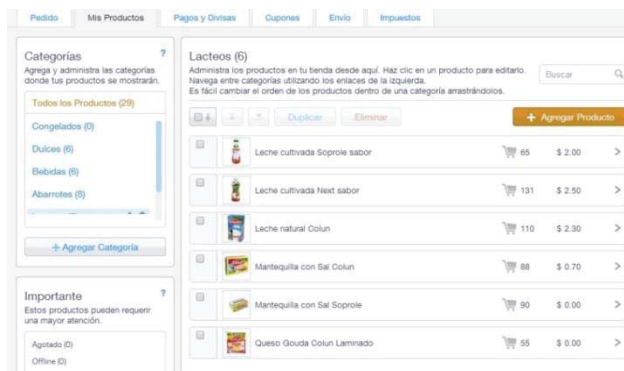 Pedido
Mis Productos
Pagos y Divisas
Cupones
Envío
Impuestos
Categorías
?
Agrega y administra las categorías
donde tus productos se mostrarán.
Todos los Productos (29)
Congelados (0)
Dulces (6)
Bebidas (6)
Abarrotes (8)
+ Agregar Categoría
Importante
?
Estos productos pueden requerir
una mayor atención.
Agotado (0)
Offline (0)
Lacteos (6)
Administra los productos en tu tienda desde aquí. Haz clic en un producto para editarlo.
Navega entre categorías utilizando los enlaces de la izquierda.
Es fácil cambiar el orden de los productos dentro de una categoría arrastrándolos.
Buscar
Duplicar
Eliminar
+ Agregar Producto
Leche cultivada Soprole sabor 65 $ 2.00 >
Leche cultivada Next sabor 131 $ 2.50 >
Leche natural Colun 110 $ 2.30 >
Mantequilla con Sal Colun 88 $ 0.70 >
Mantequilla con Sal Soprole 90 $ 0.00 >
Queso Gouda Colun Laminado 55 $ 0.00 >